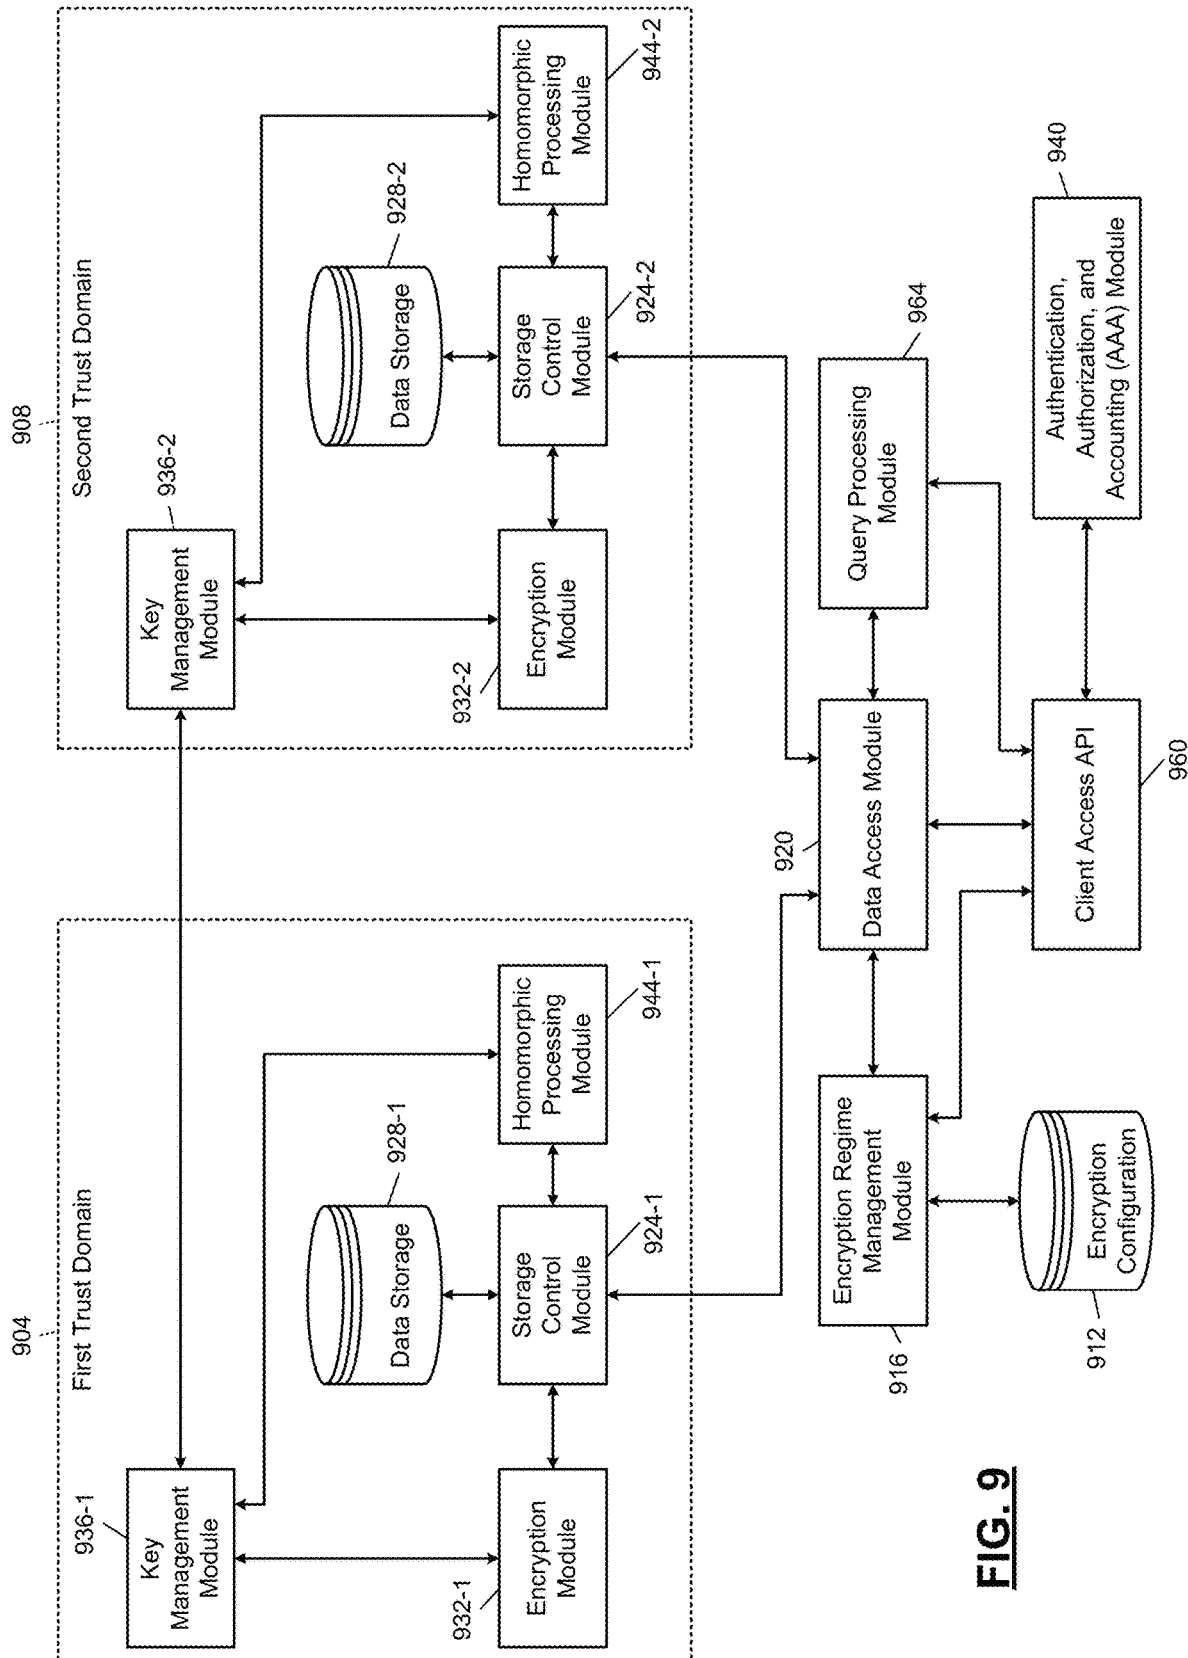 904
First Trust Domain
936-1
Key
Management
Module
928-1
Data Storage
932-1
Encryption
Module
Storage
Control
Module
924-1
Homomorphic
Processing
Module
944-1
908
Second Trust Domain
936-2
Key
Management
Module
928-2
Data Storage
932-2
Encryption
Module
Storage
Control
Module
924-2
Homomorphic
Processing
Module
944-2
916
Encryption Regime
Management
Module
920
Data Access Module
964
Query Processing
Module
912
Encryption
Configuration
Client Access API
960
940
Authentication,
Authorization, and
Accounting (AAA) Module
FIG. 9